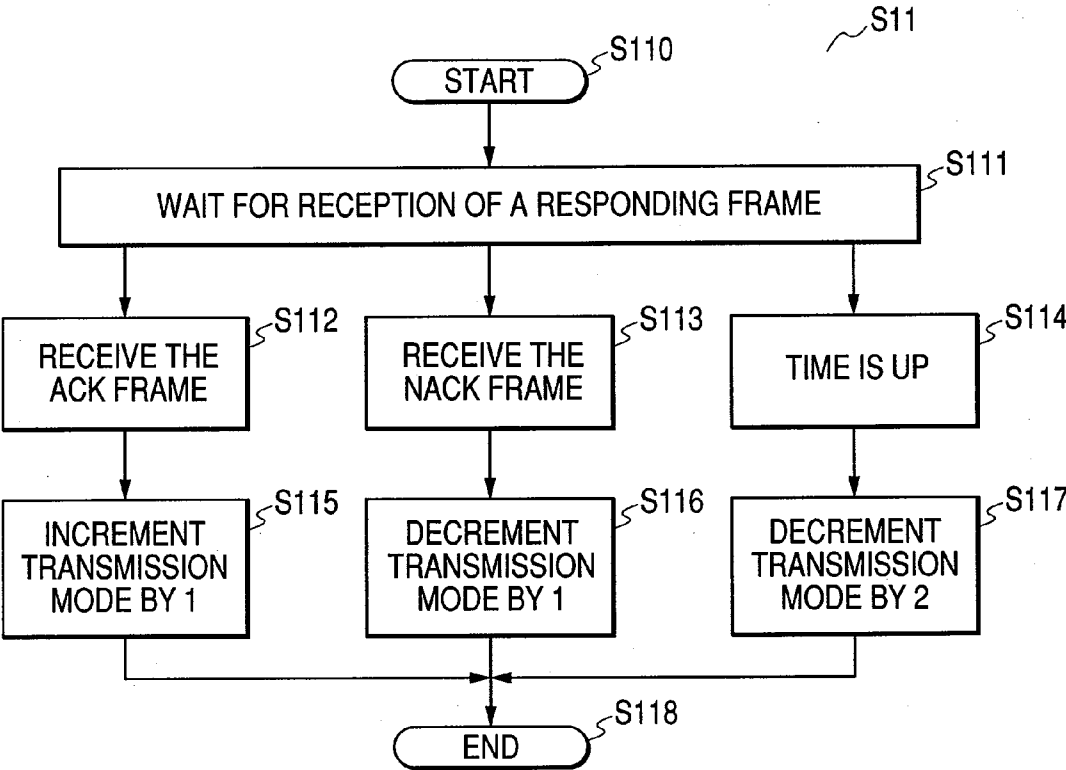 S11
S110
START
S111
WAIT FOR RECEPTION OF A RESPONDING FRAME
S112
RECEIVE THE
ACK FRAME
S113
RECEIVE THE
NACK FRAME
S114
TIME IS UP
S115
INCREMENT
TRANSMISSION
MODE BY 1
S116
DECREMENT
TRANSMISSION
MODE BY 1
S117
DECREMENT
TRANSMISSION
MODE BY 2
S118
END